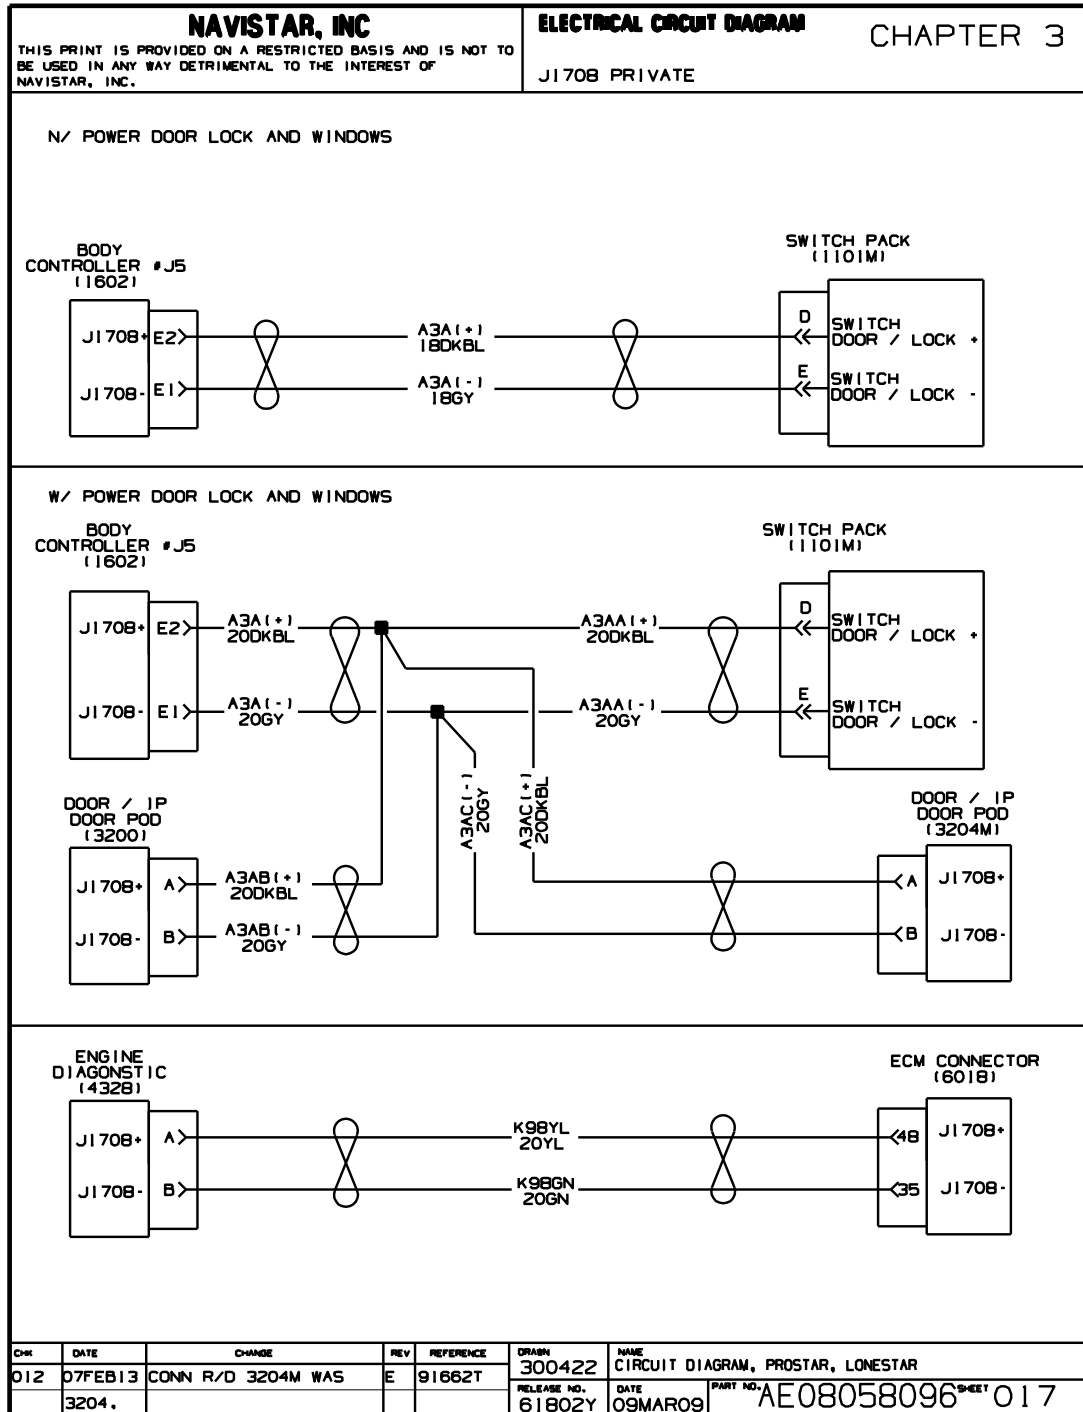 NAVISTAR, INC
THIS PRINT IS PROVIDED ON A RESTRICTED BASIS AND IS NOT TO
BE USED IN ANY WAY DETRIMENTAL TO THE INTEREST OF
NAVISTAR, INC.
ELECTRICAL CIRCUIT DIAGRAM
J1708 PRIVATE
CHAPTER 3
N/ POWER DOOR LOCK AND WINDOWS
BODY
CONTROLLER #J5
(1602)
J1708+ E2
J1708- E1
A3A(+)
18DKBL
A3A(-)
18GY
SWITCH PACK
(1101M)
D
SWITCH
DOOR / LOCK +
E
SWITCH
DOOR / LOCK -
W/ POWER DOOR LOCK AND WINDOWS
BODY
CONTROLLER #J5
(1602)
J1708+ E2
J1708- E1
A3A(+)
20DKBL
A3A(-)
20GY
A3AA(+)
20DKBL
A3AA(-)
20GY
SWITCH PACK
(1101M)
D
SWITCH
DOOR / LOCK +
E
SWITCH
DOOR / LOCK -
A3AC(-)
20GY
A3AC(+)
20DKBL
DOOR / IP
DOOR POD
(3200)
J1708+ A
J1708- B
A3AB(+)
20DKBL
A3AB(-)
20GY
DOOR / IP
DOOR POD
(3204M)
A J1708+
B J1708-
ENGINE
DIAGONSTIC
(4328)
J1708+ A
J1708- B
K98YL
20YL
K98GN
20GN
ECM CONNECTOR
(6018)
48 J1708+
35 J1708-
CHK DATE CHANGE REV REFERENCE
012 07FEB13 CONN R/D 3204M WAS E 91662T
3204.
DRAWN
300422
NAME
CIRCUIT DIAGRAM, PROSTAR, LONESTAR
RELEASE NO.
61802Y
DATE
09MAR09
PART NO. AE08058096 SHEET 017